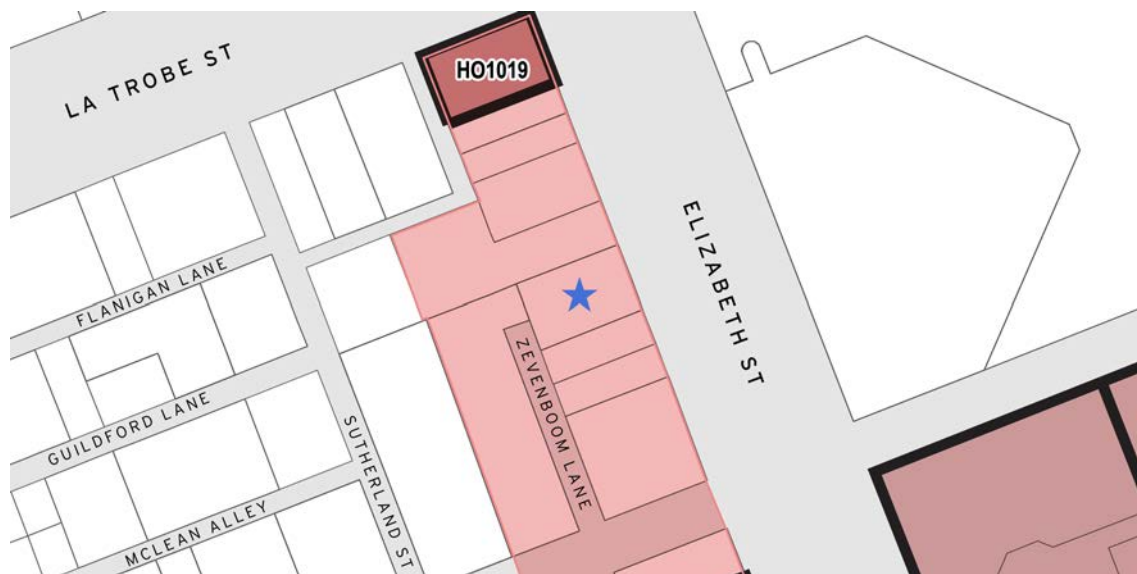 LA TROBE ST
HO1019
ELIZABETH ST
FLANIGAN LANE
ZEVENBOOM LANE
GUILDFORD LANE
SUTHERLAND ST
MCLEAN ALLEY